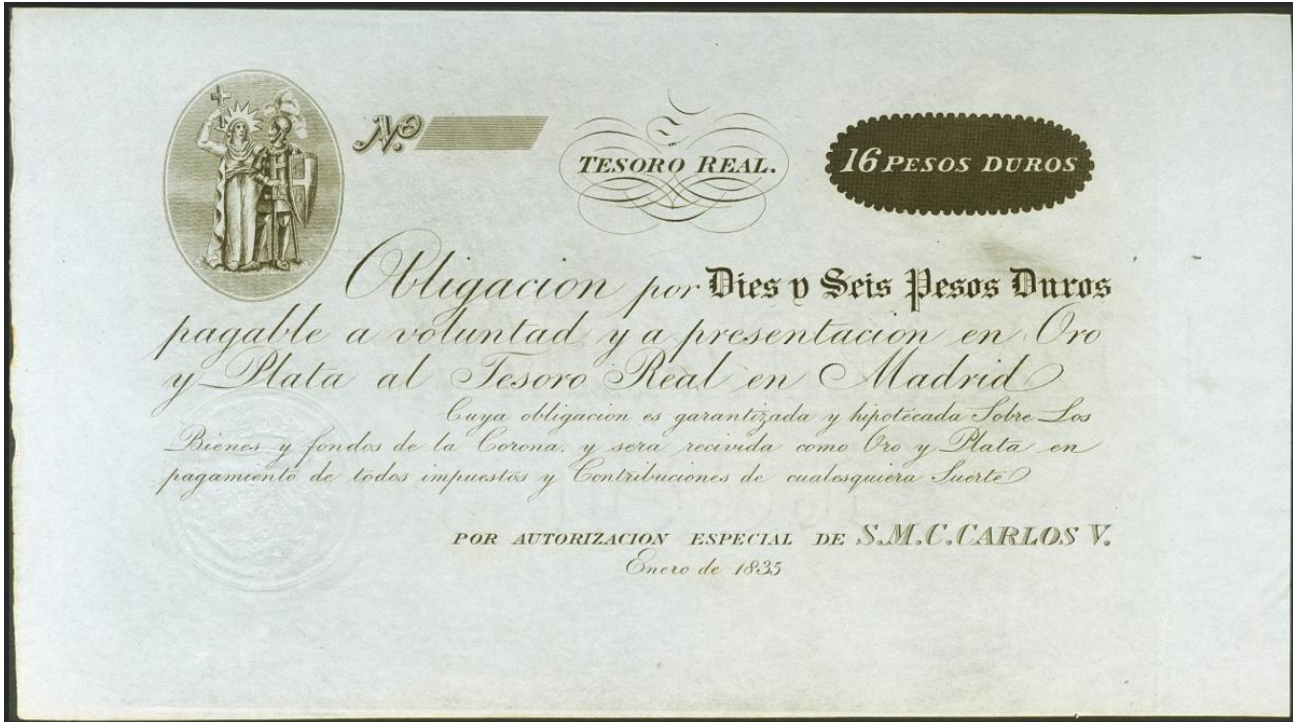 Nº
TESORO REAL.
16 PESOS DUROS
Obligacion por Dies y Seis Pesos Duros
pagable a voluntad y a presentacion en Oro
y Plata al Tesoro Real en Madrid
Cuya obligacion es garantizada y hipotecada Sobre Los
Bienes y fondos de la Corona, y sera recivida como Oro y Plata en
pagamiento de todos impuestos y Contribuciones de cualesquiera Suerte
POR AUTORIZACION ESPECIAL DE S.M.C. CARLOS V.
Enero de 1835